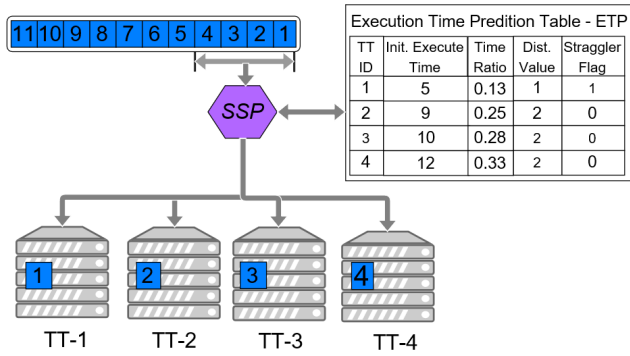 Execution Time Predition Table - ETP
11 10 9 8 7 6 5 4 3 2 1
TT ID Init. Execute Time Time Ratio Dist. Value Straggler Flag
1 5 0.13 1 1
2 9 0.25 2 0
3 10 0.28 2 0
4 12 0.33 2 0
SSP
1 2 3 4
TT-1 TT-2 TT-3 TT-4